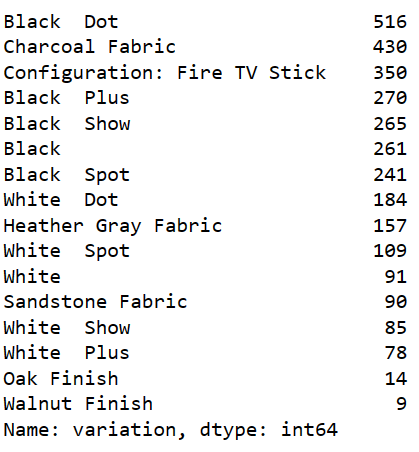 Black  Dot                     516
Charcoal Fabric                430
Configuration: Fire TV Stick   350
Black  Plus                    270
Black  Show                    265
Black                          261
Black  Spot                    241
White  Dot                     184
Heather Gray Fabric            157
White  Spot                    109
White                           91
Sandstone Fabric                90
White  Show                     85
White  Plus                     78
Oak Finish                      14
Walnut Finish                    9
Name: variation, dtype: int64